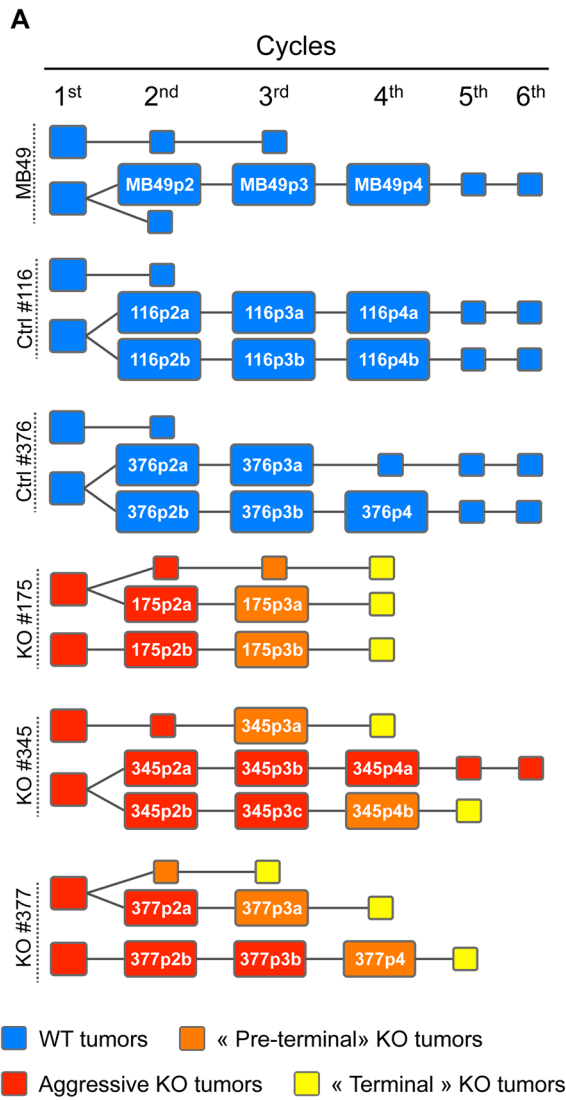 A
Cycles
1st 2nd 3rd 4th 5th 6th
MB49
MB49p2 MB49p3 MB49p4
Ctrl #116
116p2a 116p3a 116p4a
116p2b 116p3b 116p4b
Ctrl #376
376p2a 376p3a
376p2b 376p3b 376p4
KO #175
175p2a 175p3a
175p2b 175p3b
KO #345
345p3a
345p2a 345p3b 345p4a
345p2b 345p3c 345p4b
KO #377
377p2a 377p3a
377p2b 377p3b 377p4
WT tumors « Pre-terminal» KO tumors
Aggressive KO tumors « Terminal » KO tumors